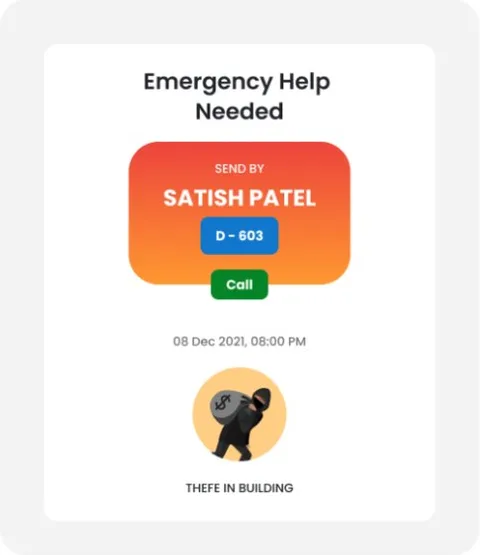 Emergency Help
Needed
SEND BY
SATISH PATEL
D - 603
Call
08 Dec 2021, 08:00 PM
$
THEFE IN BUILDING